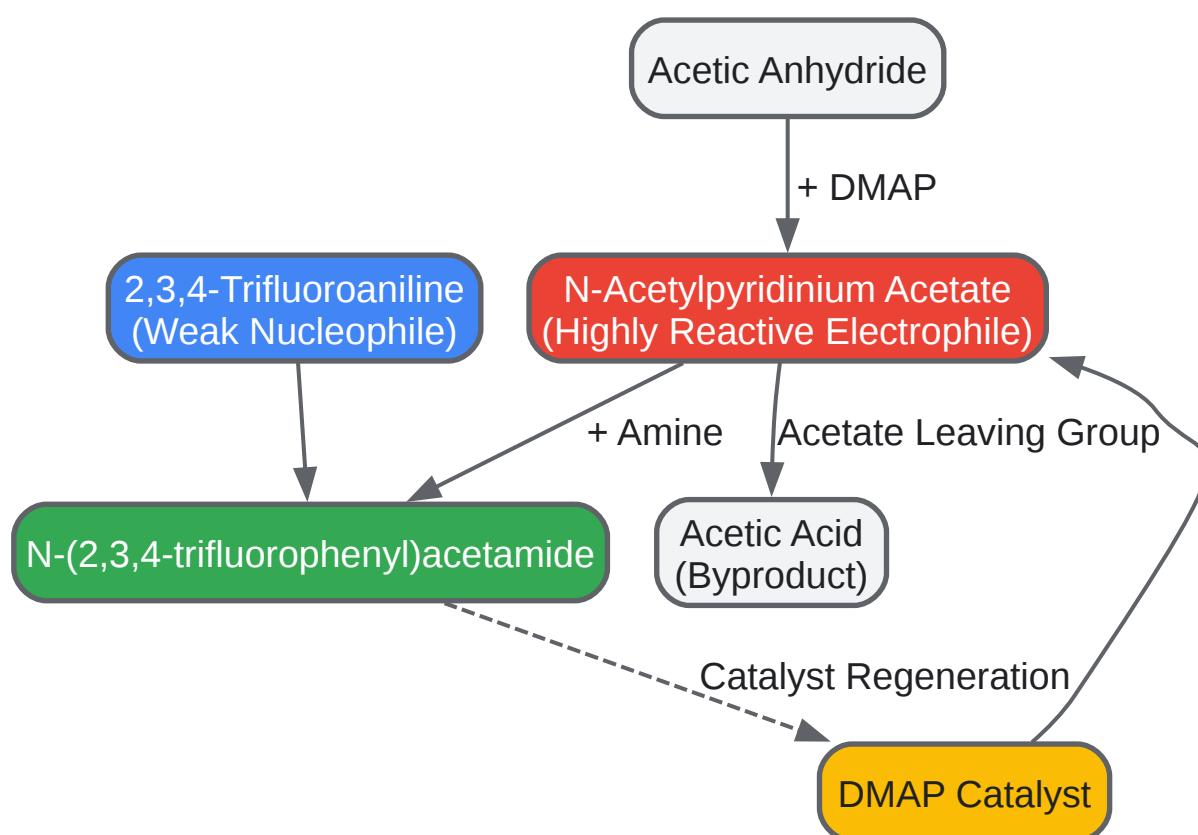 Acetic Anhydride
+ DMAP
2,3,4-Trifluoroaniline
(Weak Nucleophile)
N-Acetylpyridinium Acetate
(Highly Reactive Electrophile)
+ Amine
Acetate Leaving Group
N-(2,3,4-trifluorophenyl)acetamide
Acetic Acid
(Byproduct)
Catalyst Regeneration
DMAP Catalyst